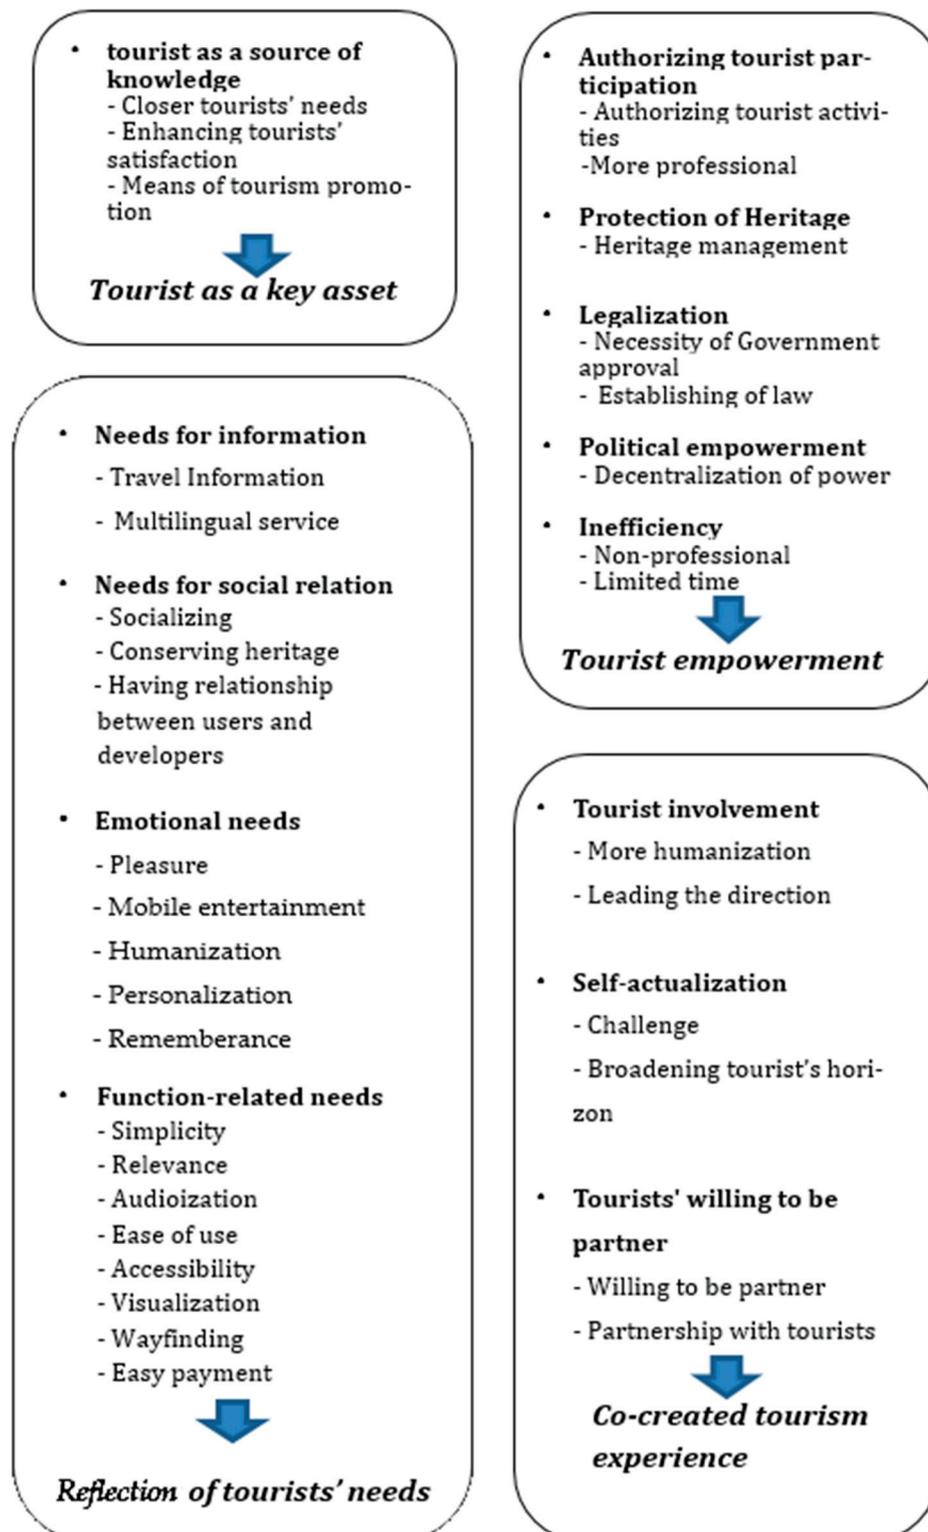 • tourist as a source of
knowledge
- Closer tourists' needs
- Enhancing tourists'
satisfaction
- Means of tourism promo-
tion
Tourist as a key asset
• Needs for information
- Travel Information
- Multilingual service
• Needs for social relation
- Socializing
- Conserving heritage
- Having relationship
between users and
developers
• Emotional needs
- Pleasure
- Mobile entertainment
- Humanization
- Personalization
- Rememberance
• Function-related needs
- Simplicity
- Relevance
- Audioization
- Ease of use
- Accessibility
- Visualization
- Wayfinding
- Easy payment
Reflection of tourists' needs
• Authorizing tourist par-
ticipation
- Authorizing tourist activi-
ties
-More professional
• Protection of Heritage
- Heritage management
• Legalization
- Necessity of Government
approval
- Establishing of law
• Political empowerment
- Decentralization of power
• Inefficiency
- Non-professional
- Limited time
Tourist empowerment
• Tourist involvement
- More humanization
- Leading the direction
• Self-actualization
- Challenge
- Broadening tourist's hori-
zon
• Tourists' willing to be
partner
- Willing to be partner
- Partnership with tourists
Co-created tourism
experience